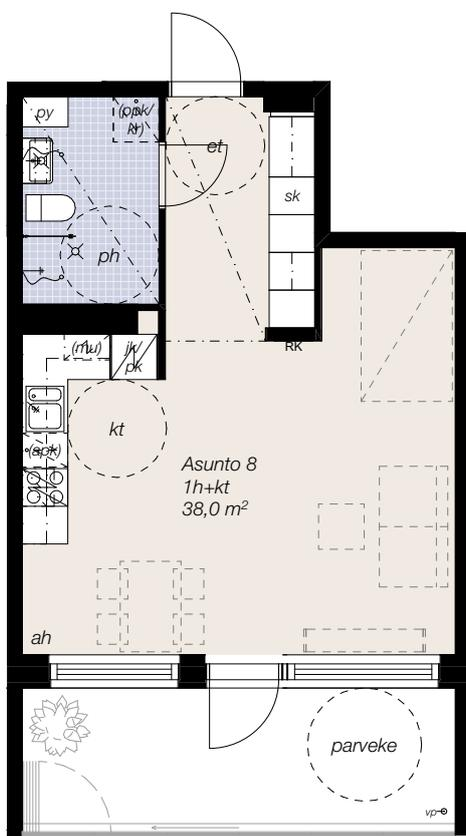 py
(ppk/
kr)
et
sk
ph
RK
(mu)
jk/
pk
kt
(apk)
Asunto 8
1h+kt
38,0 m²
ah
parveke
vp